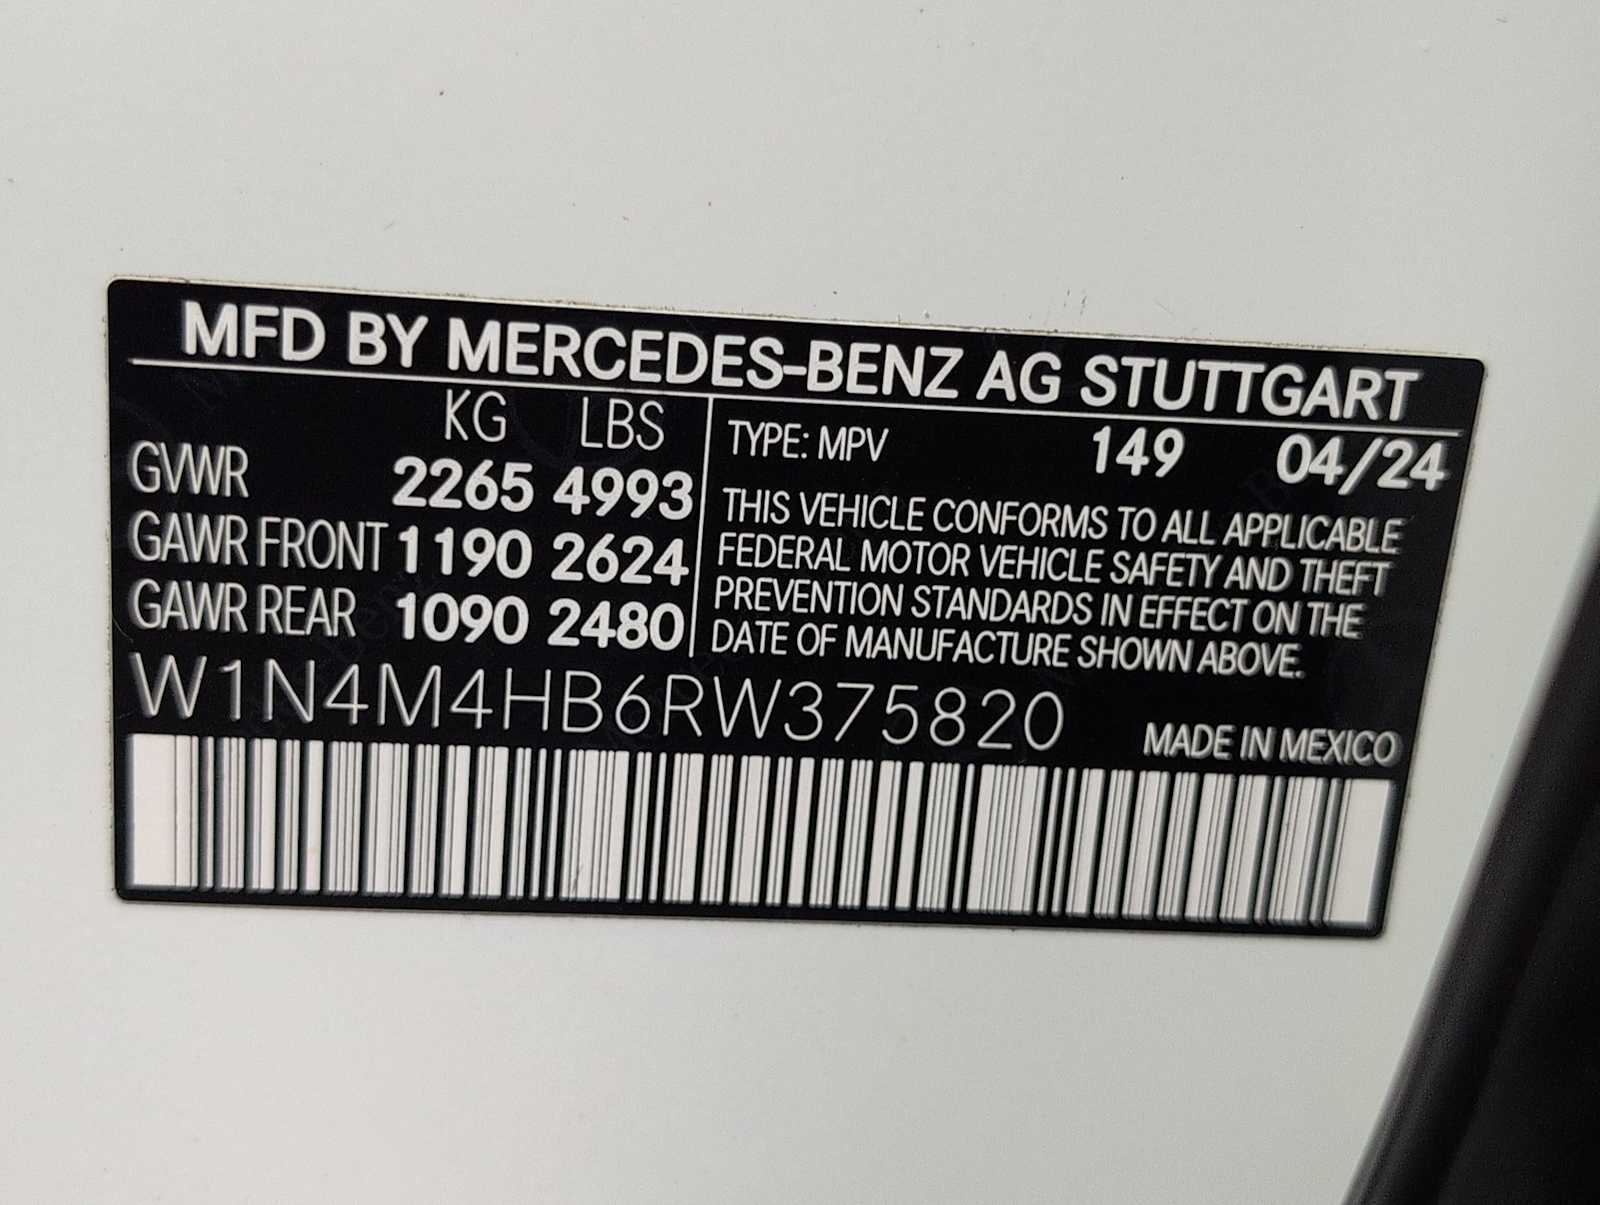 MFD BY MERCEDES-BENZ AG STUTTGART
KG LBS
GVWR 2265 4993
GAWR FRONT 1190 2624
GAWR REAR 1090 2480
TYPE: MPV 149 04/24
THIS VEHICLE CONFORMS TO ALL APPLICABLE
FEDERAL MOTOR VEHICLE SAFETY AND THEFT
PREVENTION STANDARDS IN EFFECT ON THE
DATE OF MANUFACTURE SHOWN ABOVE.
W1N4M4HB6RW375820
MADE IN MEXICO